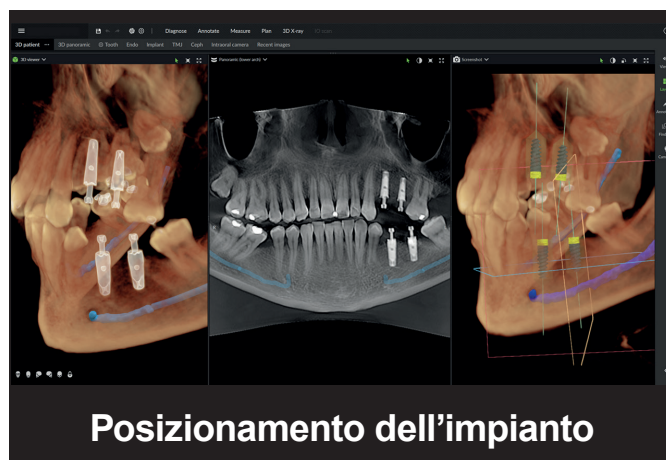 Diagnose Annotate Measure Plan 3D X-ray
3D patient 3D panoramic Tooth Endo Implant TMJ Ceph Intraoral camera Recent images
3D viewer
Panoramic (lower arch)
Screenshot
Posizionamento dell’impianto